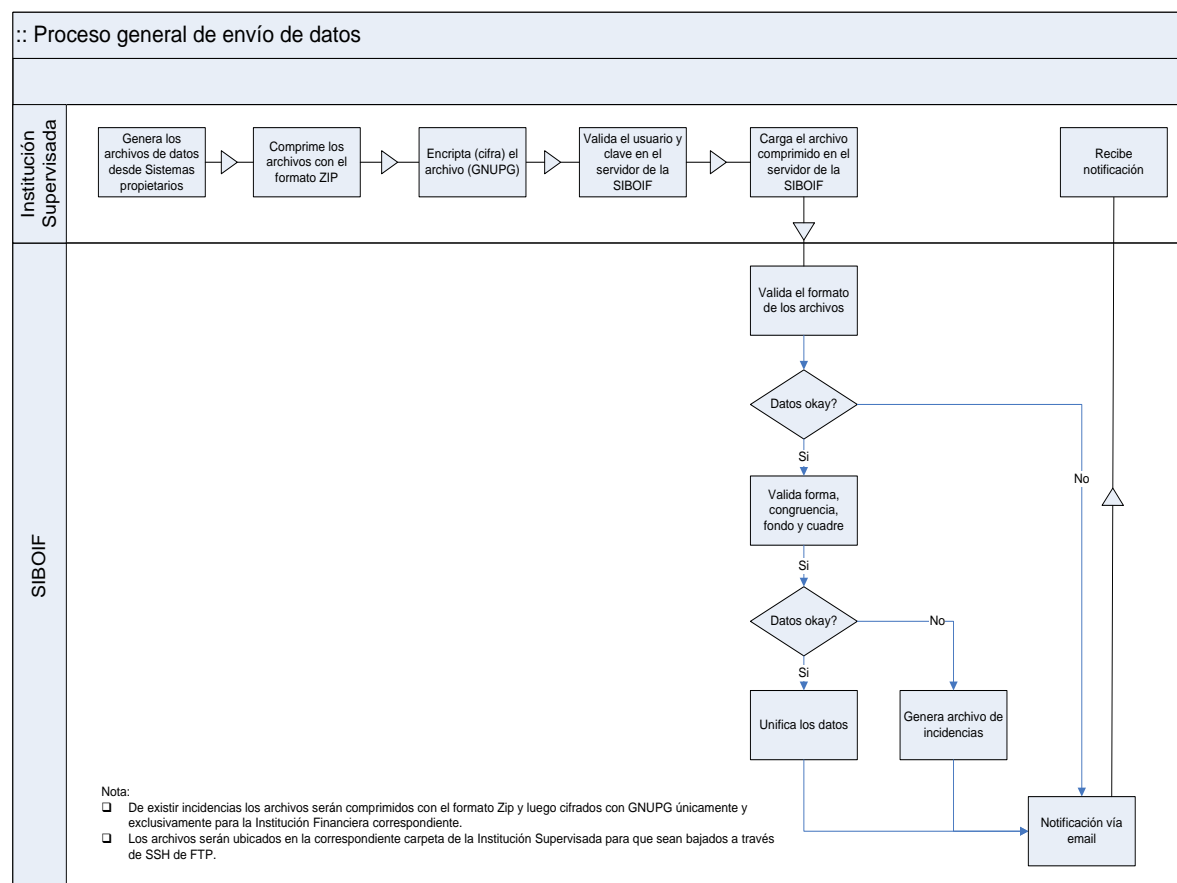 :: Proceso general de envío de datos
Institución
Supervisada
Genera los
archivos de datos
desde Sistemas
propietarios
Comprime los
archivos con el
formato ZIP
Encripta (cifra) el
archivo (GNUPG)
Valida el usuario y
clave en el
servidor de la
SIBOIF
Carga el archivo
comprimido en el
servidor de la
SIBOIF
Recibe
notificación
SIBOIF
Valida el formato
de los archivos
Datos okay?
Si
No
Valida forma,
congruencia,
fondo y cuadre
Si
Datos okay?
No
Si
Unifica los datos
Genera archivo de
incidencias
Notificación vía
email
Nota:
❑ De existir incidencias los archivos serán comprimidos con el formato Zip y luego cifrados con GNUPG únicamente y
exclusivamente para la Institución Financiera correspondiente.
❑ Los archivos serán ubicados en la correspondiente carpeta de la Institución Supervisada para que sean bajados a través
de SSH de FTP.